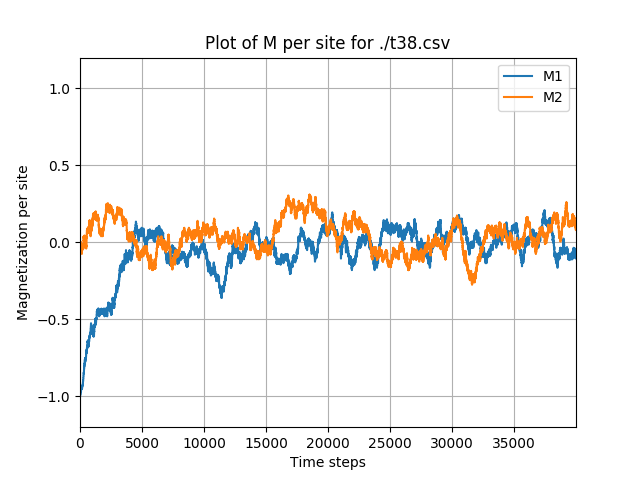 Plot of M per site for ./t38.csv
M1
M2
Magnetization per site
1.0
0.5
0.0
−0.5
−1.0
0 5000 10000 15000 20000 25000 30000 35000
Time steps